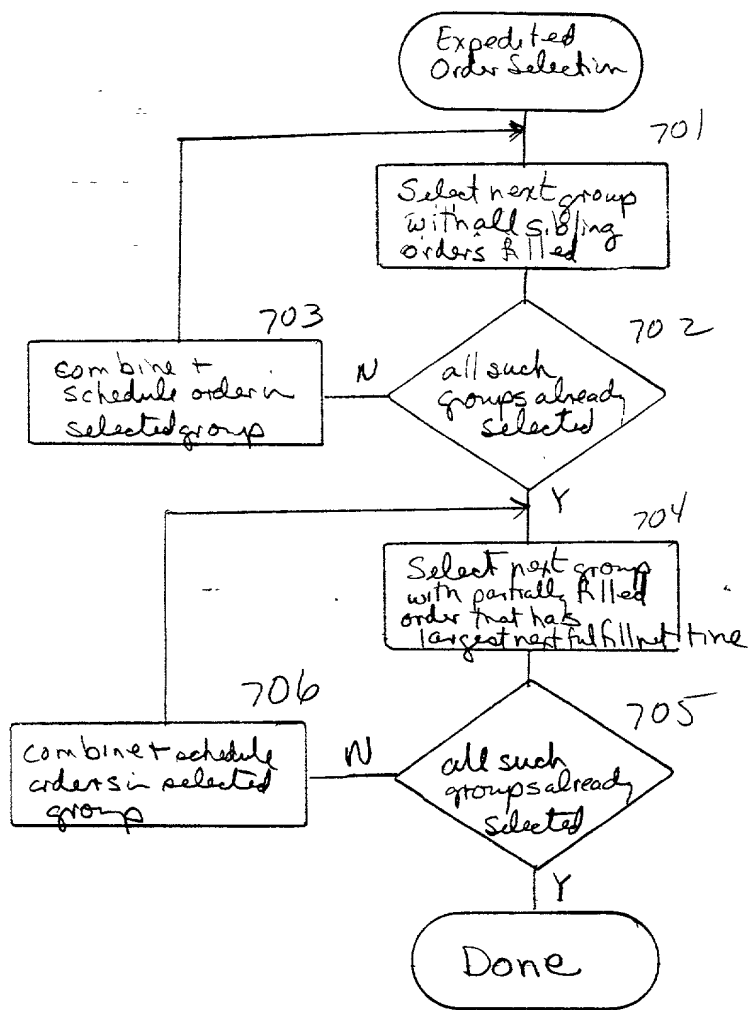 Expedited
Order Selection
701
Select next group
with all sibling
orders filled
702
all such
groups already
selected
N
703
combine +
schedule order in
selected group
Y
704
Select next group
with partially filled
order that has
largest next fulfillnet time
705
all such
groups already
selected
N
706
combine + schedule
orders in selected
group
Y
Done